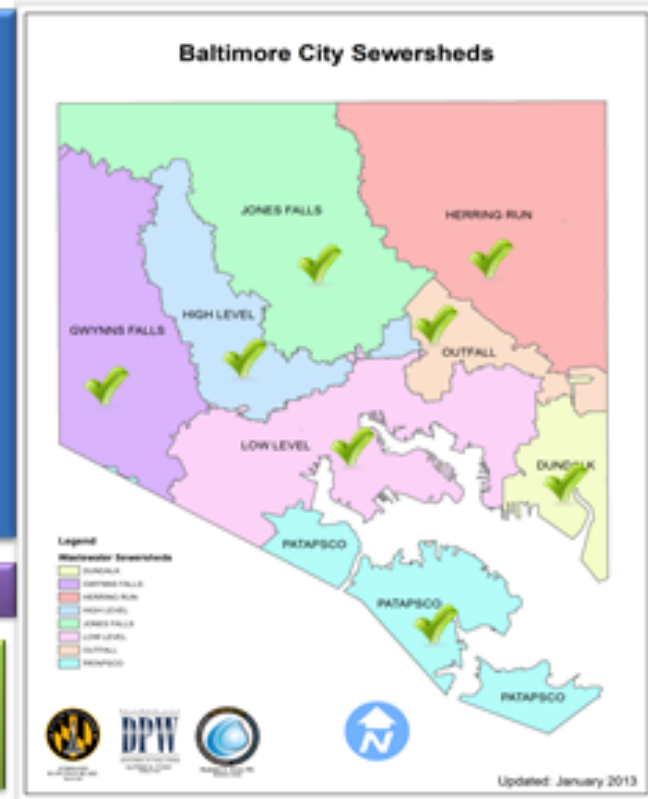 Baltimore City Sewersheds
JONES FALLS
HERRING RUN
HIGH LEVEL
GWYNNS FALLS
OUTFALL
LOW LEVEL
DUNDALK
PATAPSCO
PATAPSCO
PATAPSCO
Legend
Wastewater Sewersheds
DUNDALK
GWYNNS FALLS
HERRING RUN
HIGH LEVEL
JONES FALLS
LOW LEVEL
OUTFALL
PATAPSCO
DPW
N
Updated: January 2013